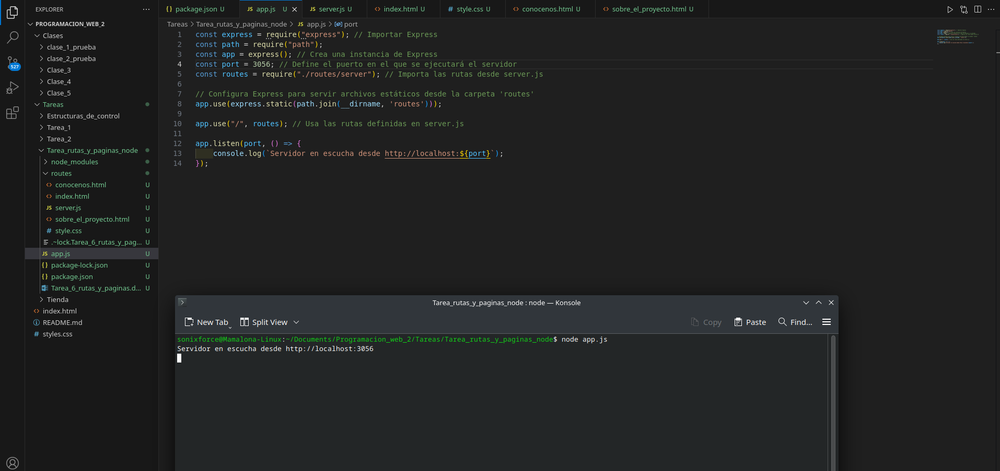 EXPLORER
PROGRAMACION_WEB_2
Clases
clase_1_prueba
clase_2_prueba
Clase_3
Clase_4
Clase_5
Tareas
Estructuras_de_control
Tarea_1
Tarea_2
Tarea_rutas_y_paginas_node
node_modules
routes
conocenos.html U
index.html U
JS server.js U
sobre_el_proyecto.html U
# style.css U
.~lock.Tarea_6_rutas_y_pag... U
JS app.js U
{} package-lock.json U
{} package.json U
Tarea_6_rutas_y_paginas.d... U
Tienda
index.html
README.md
# styles.css
527
{} package.json U JS app.js U JS server.js U <> index.html U # style.css U <> conocenos.html U <> sobre_el_proyecto.html U
Tareas > Tarea_rutas_y_paginas_node > JS app.js > port
1 const express = require("express"); // Importar Express
2 const path = require("path");
3 const app = express(); // Crea una instancia de Express
4 const port = 3056; // Define el puerto en el que se ejecutará el servidor
5 const routes = require("./routes/server"); // Importa las rutas desde server.js
6
7 // Configura Express para servir archivos estáticos desde la carpeta 'routes'
8 app.use(express.static(path.join(__dirname, 'routes')));
9
10 app.use("/", routes); // Usa las rutas definidas en server.js
11
12 app.listen(port, () => {
13 console.log(`Servidor en escucha desde http://localhost:${port}`);
14 });
Tarea_rutas_y_paginas_node : node — Konsole
New Tab Split View Copy Paste Find...
sonixforce@Mamalona-Linux:~/Documents/Programacion_web_2/Tareas/Tarea_rutas_y_paginas_node$ node app.js
Servidor en escucha desde http://localhost:3056